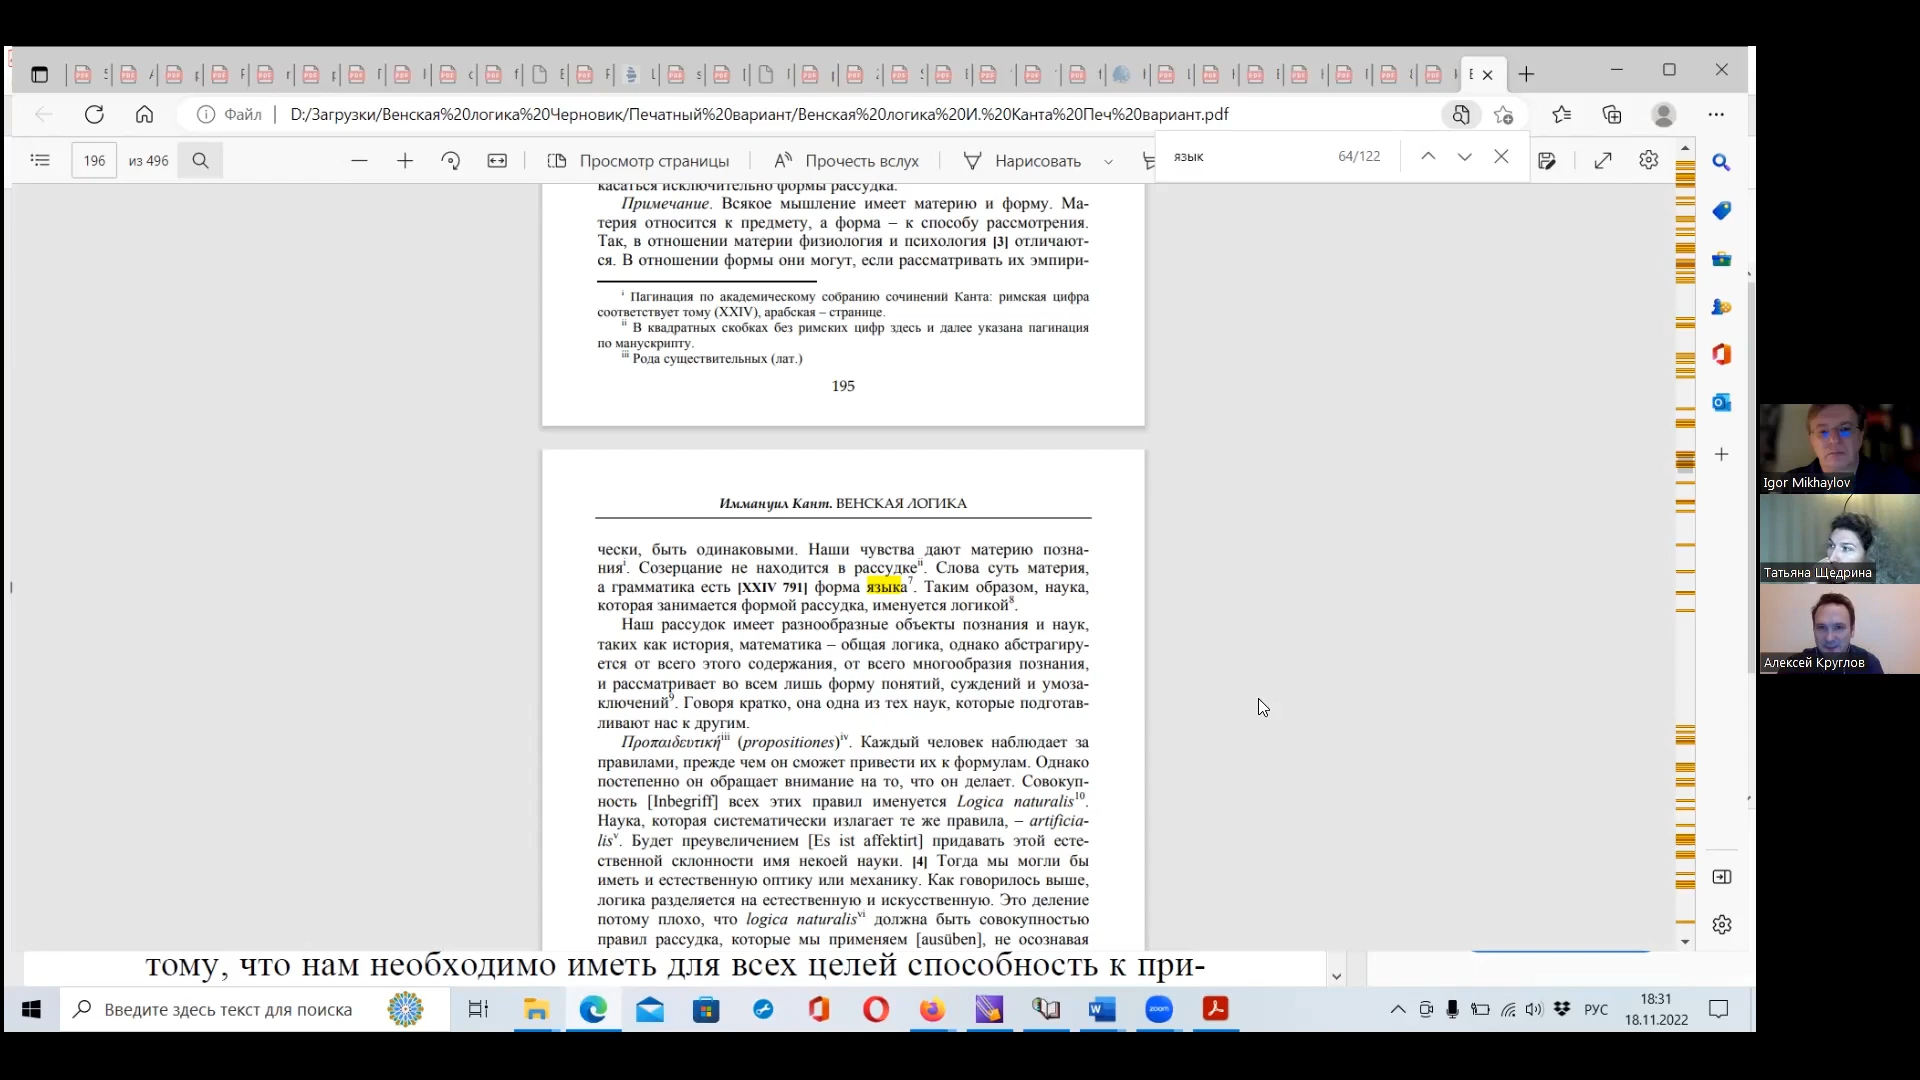 Файл
D:/Загрузки/Венская%20логика%20Черновик/Печатный%20вариант/Венская%20логика%20И.%20Канта%20Печ%20вариант.pdf
196 из 496
Просмотр страницы
Прочесть вслух
Нарисовать
язык
64/122
касаться исключительно формы рассудка.
Примечание. Всякое мышление имеет материю и форму. Ма-
терия относится к предмету, а форма – к способу рассмотрения.
Так, в отношении материи физиология и психология [3] отличают-
ся. В отношении формы они могут, если рассматривать их эмпири-
i Пагинация по академическому собранию сочинений Канта: римская цифра
соответствует тому (XXIV), арабская – странице.
ii В квадратных скобках без римских цифр здесь и далее указана пагинация
по манускрипту.
iii Рода существительных (лат.)
195
Иммануил Кант. ВЕНСКАЯ ЛОГИКА
чески, быть одинаковыми. Наши чувства дают материю позна-
нияi. Созерцание не находится в рассудкеii. Слова суть материя,
а грамматика есть [XXIV 791] форма языка7. Таким образом, наука,
которая занимается формой рассудка, именуется логикой8.
Наш рассудок имеет разнообразные объекты познания и наук,
таких как история, математика – общая логика, однако абстрагиру-
ется от всего этого содержания, от всего многообразия познания,
и рассматривает во всем лишь форму понятий, суждений и умоза-
ключений9. Говоря кратко, она одна из тех наук, которые подготав-
ливают нас к другим.
Προπαιδευτικήiii (propositiones)iv. Каждый человек наблюдает за
правилами, прежде чем он сможет привести их к формулам. Однако
постепенно он обращает внимание на то, что он делает. Совокуп-
ность [Inbegriff] всех этих правил именуется Logica naturalis10.
Наука, которая систематически излагает те же правила, – artificia-
lisv. Будет преувеличением [Es ist affektirt] придавать этой есте-
ственной склонности имя некоей науки. [4] Тогда мы могли бы
иметь и естественную оптику или механику. Как говорилось выше,
логика разделяется на естественную и искусственную. Это деление
потому плохо, что logica naturalisvi должна быть совокупностью
правил рассудка, которые мы применяем [ausüben], не осознавая
тому, что нам необходимо иметь для всех целей способность к при-
Igor Mikhaylov
Татьяна Щедрина
Алексей Круглов
Введите здесь текст для поиска
zoom
РУС
18:31
18.11.2022